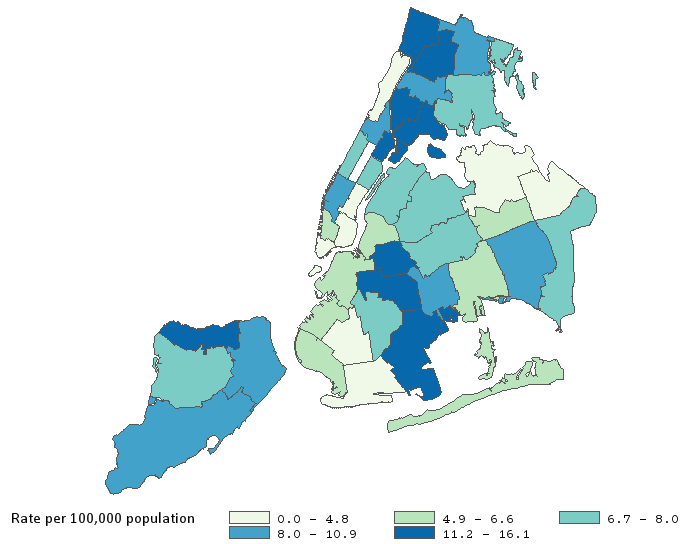 Rate per 100,000 population 0.0 - 4.8 4.9 - 6.6 6.7 - 8.0
8.0 - 10.9 11.2 - 16.1